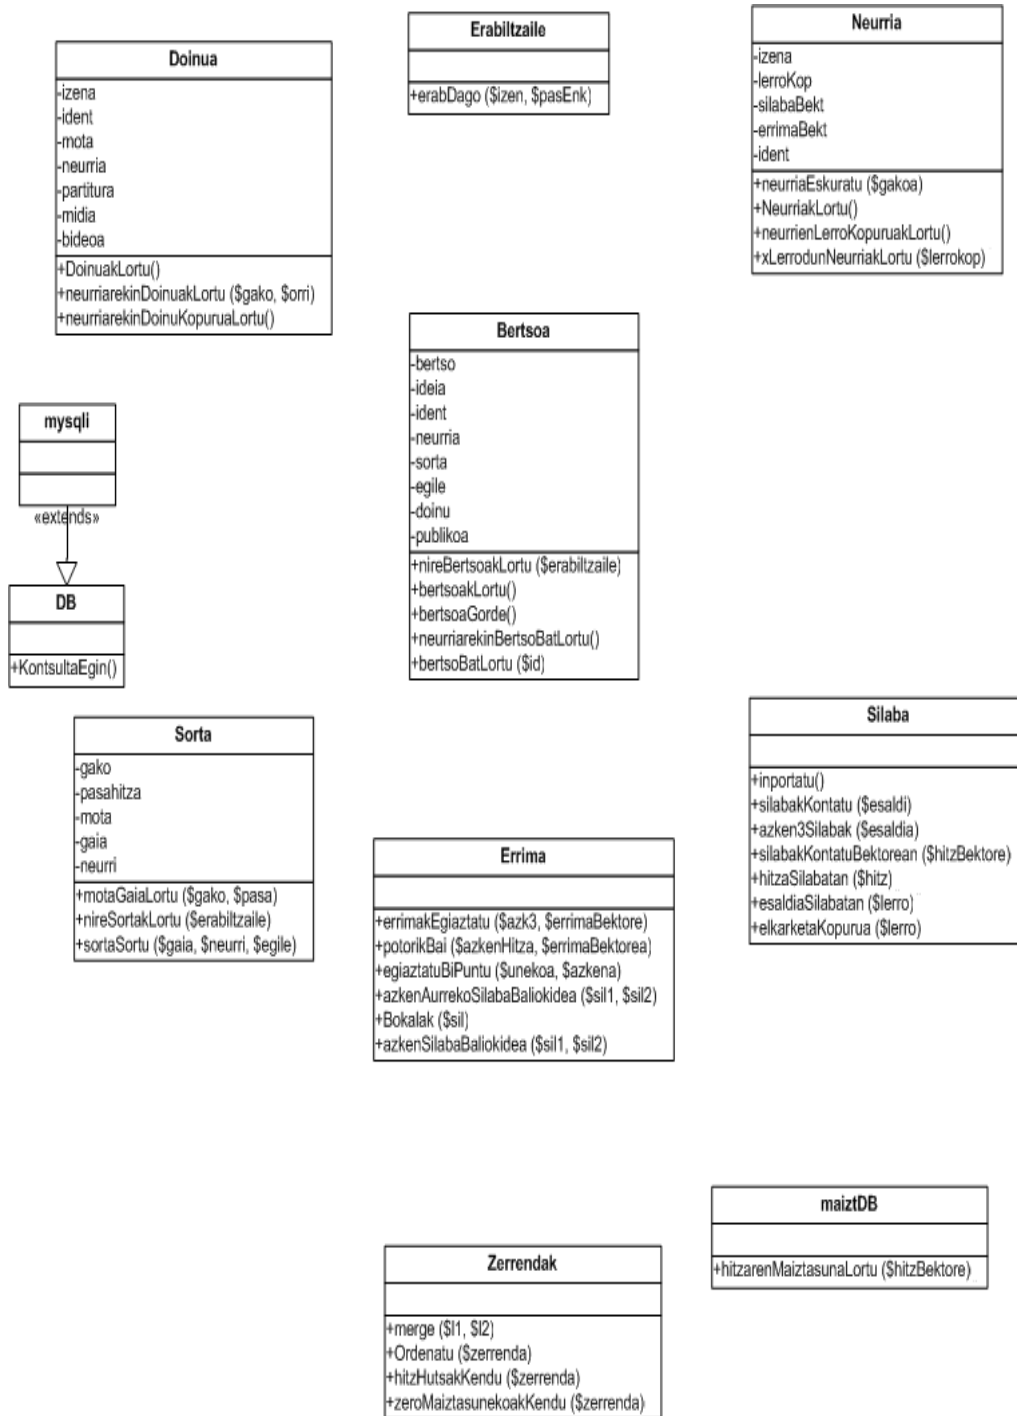 Doinua
-izena
-ident
-mota
-neurria
-partitura
-midia
-bideoa
+DoinuakLortu()
+neurriarekinDoinuakLortu ($gako, $orri)
+neurriarekinDoinuKopuruaLortu()
Erabiltzaile
+erabDago ($izen, $pasEnk)
Neurria
-izena
-lerroKop
-silabaBekt
-errimaBekt
-ident
+neurriaEskuratu ($gakoa)
+NeurriakLortu()
+neurrienLerroKopuruakLortu()
+xLerrodunNeurriakLortu ($lerrokop)
Bertsoa
-bertso
-ideia
-ident
-neurria
-sorta
-egile
-doinu
-publikoa
+nireBertsoakLortu ($erabiltzaile)
+bertsoakLortu()
+bertsoaGorde()
+neurriarekinBertsoBatLortu()
+bertsoBatLortu ($id)
mysqli
«extends»
DB
+KontsultaEgin()
Sorta
-gako
-pasahitza
-mota
-gaia
-neurri
+motaGaiaLortu ($gako, $pasa)
+nireSortakLortu ($erabiltzaile)
+sortaSortu ($gaia, $neurri, $egile)
Silaba
+inportatu()
+silabakKontatu ($esaldi)
+azken3Silabak ($esaldia)
+silabakKontatuBektorean ($hitzBektore)
+hitzaSilabatan ($hitz)
+esaldiaSilabatan ($lerro)
+elkarketaKopurua ($lerro)
Errima
+errimakEgiaztatu ($azk3, $errimaBektore)
+potorikBai ($azkenHitza, $errimaBektorea)
+egiaztatuBiPuntu ($unekoa, $azkena)
+azkenAurrekoSilabaBaliokidea ($sil1, $sil2)
+Bokalak ($sil)
+azkenSilabaBaliokidea ($sil1, $sil2)
maiztDB
+hitzarenMaiztasunaLortu ($hitzBektore)
Zerrendak
+merge ($l1, $l2)
+Ordenatu ($zerrenda)
+hitzHutsakKendu ($zerrenda)
+zeroMaiztasunekoakKendu ($zerrenda)